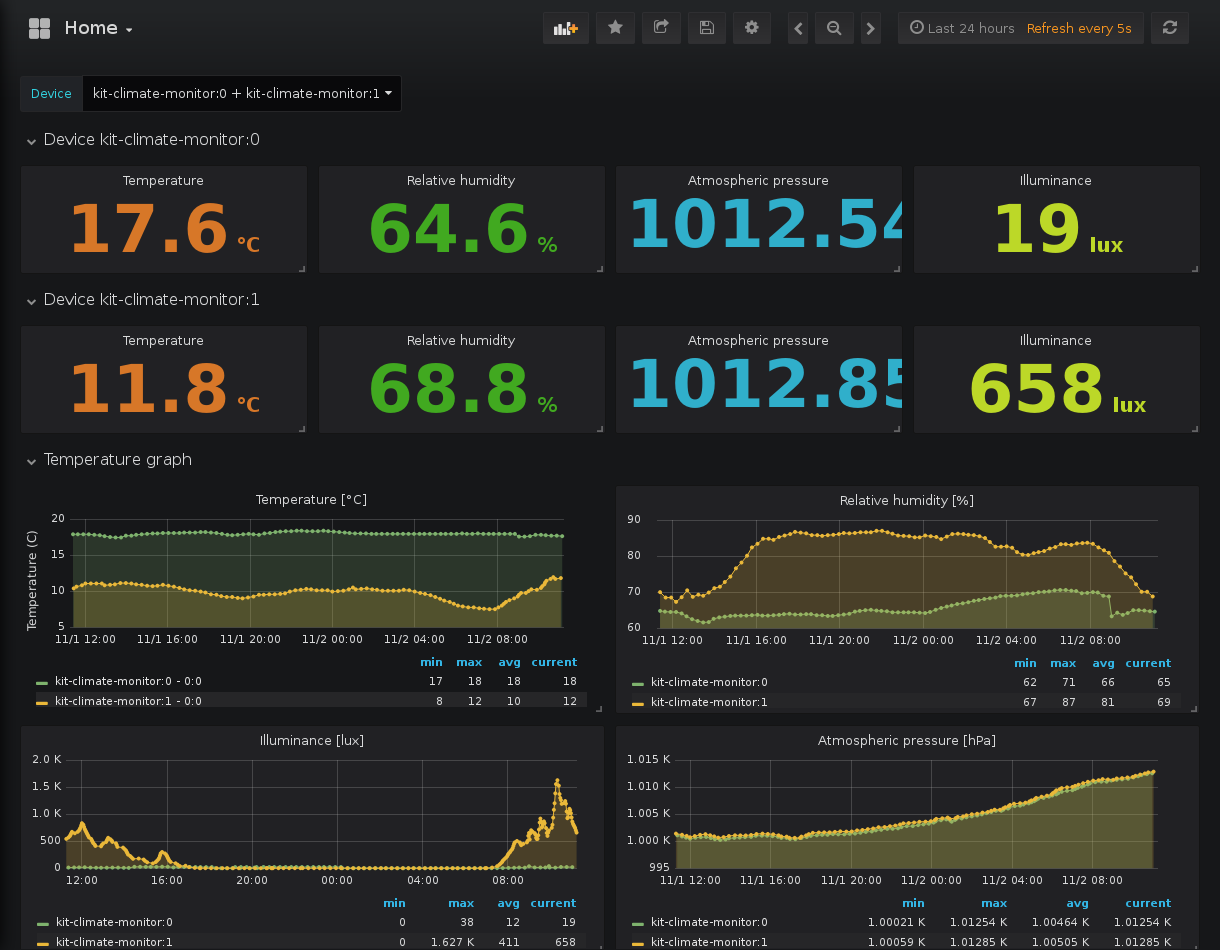 Home
Last 24 hours Refresh every 5s
Device kit-climate-monitor:0 + kit-climate-monitor:1
Device kit-climate-monitor:0
Temperature Relative humidity Atmospheric pressure Illuminance
17.6 °C 64.6 % 1012.54 19 lux
Device kit-climate-monitor:1
Temperature Relative humidity Atmospheric pressure Illuminance
11.8 °C 68.8 % 1012.85 658 lux
Temperature graph
Temperature [°C]
Temperature (C)
20
15
10
5
11/1 12:00 11/1 16:00 11/1 20:00 11/2 00:00 11/2 04:00 11/2 08:00
min max avg current
kit-climate-monitor:0 - 0:0 17 18 18 18
kit-climate-monitor:1 - 0:0 8 12 10 12
Relative humidity [%]
90
80
70
60
11/1 12:00 11/1 16:00 11/1 20:00 11/2 00:00 11/2 04:00 11/2 08:00
min max avg current
kit-climate-monitor:0 62 71 66 65
kit-climate-monitor:1 67 87 81 69
Illuminance [lux]
2.0 K
1.5 K
1.0 K
500
0
12:00 16:00 20:00 00:00 04:00 08:00
min max avg current
kit-climate-monitor:0 0 38 12 19
kit-climate-monitor:1 0 1.627 K 411 658
Atmospheric pressure [hPa]
1.015 K
1.010 K
1.005 K
1.000 K
995
11/1 12:00 11/1 16:00 11/1 20:00 11/2 00:00 11/2 04:00 11/2 08:00
min max avg current
kit-climate-monitor:0 1.00021 K 1.01254 K 1.00464 K 1.01254 K
kit-climate-monitor:1 1.00059 K 1.01285 K 1.00505 K 1.01285 K